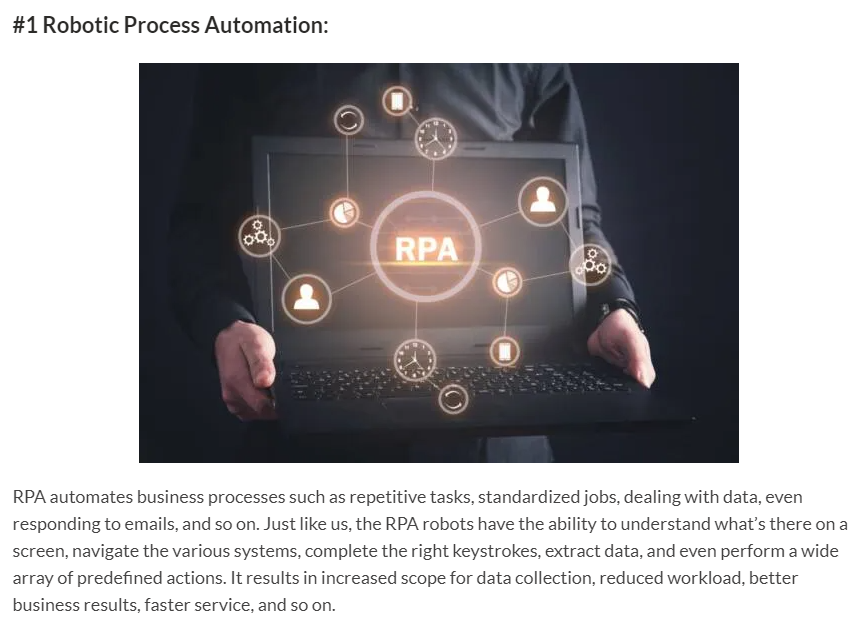 #1 Robotic Process Automation:
RPA
RPA automates business processes such as repetitive tasks, standardized jobs, dealing with data, even
responding to emails, and so on. Just like us, the RPA robots have the ability to understand what’s there on a
screen, navigate the various systems, complete the right keystrokes, extract data, and even perform a wide
array of predefined actions. It results in increased scope for data collection, reduced workload, better
business results, faster service, and so on.